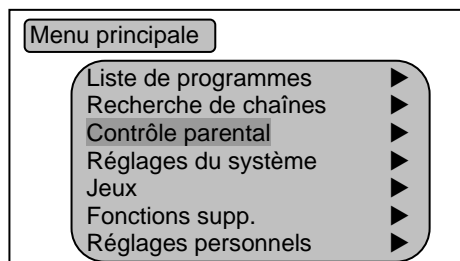 Menu principale
Liste de programmes
Recherche de chaînes
Contrôle parental
Réglages du système
Jeux
Fonctions supp.
Réglages personnels